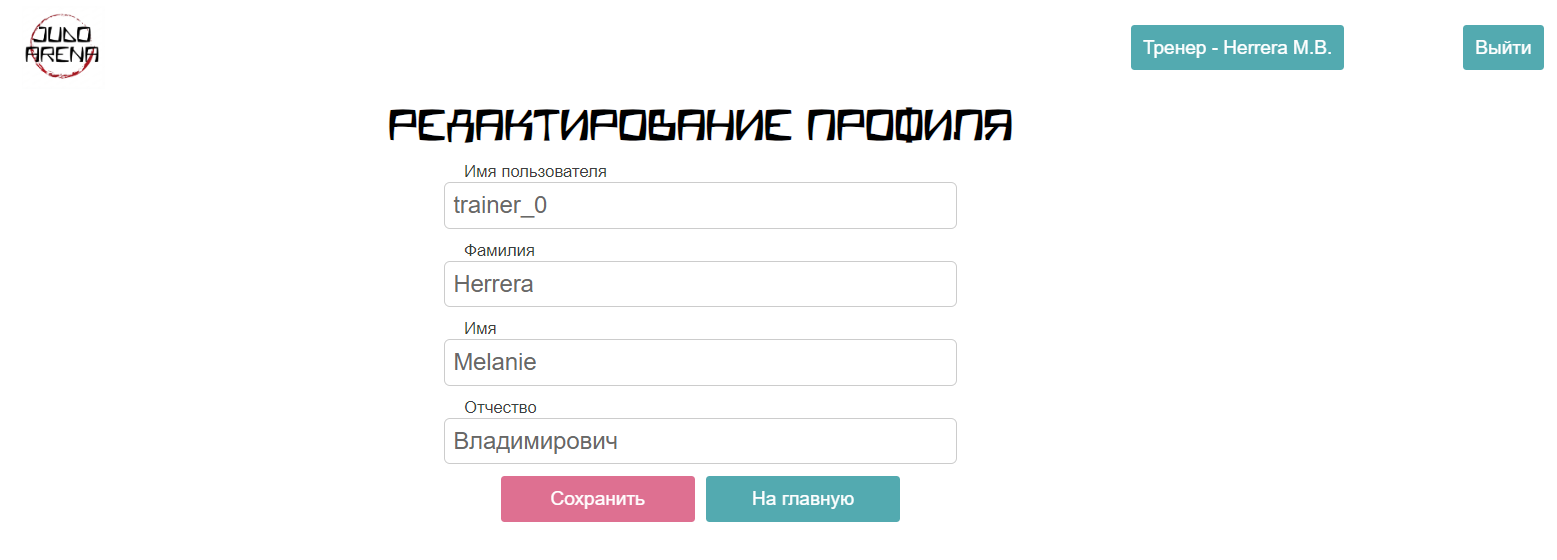 JUDO
ARENA
Тренер - Herrera М.В.
Выйти
РЕДАКТИРОВАНИЕ ПРОФИЛЯ
Имя пользователя
trainer_0
Фамилия
Herrera
Имя
Melanie
Отчество
Владимирович
Сохранить
На главную